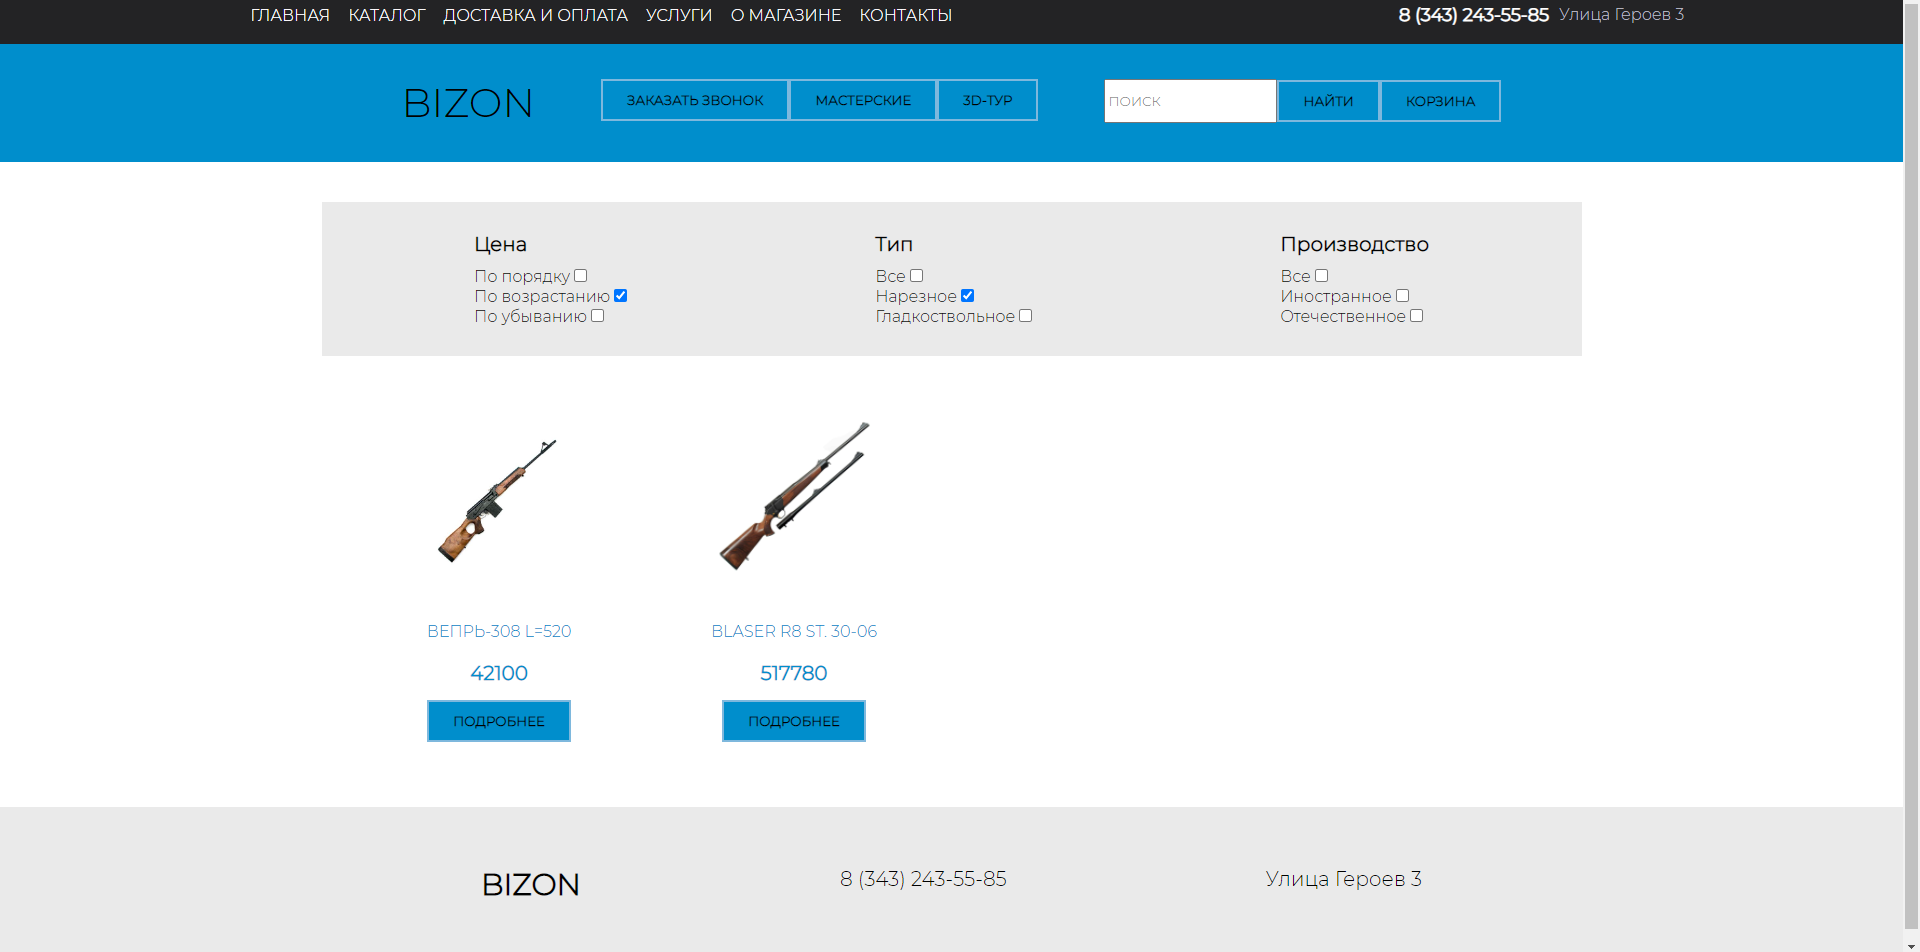 ГЛАВНАЯ КАТАЛОГ ДОСТАВКА И ОПЛАТА УСЛУГИ О МАГАЗИНЕ КОНТАКТЫ 8 (343) 243-55-85 Улица Героев 3
BIZON ЗАКАЗАТЬ ЗВОНОК МАСТЕРСКИЕ 3D-ТУР ПОИСК НАЙТИ КОРЗИНА
Цена
По порядку
По возрастанию
По убыванию
Тип
Все
Нарезное
Гладкоствольное
Производство
Все
Иностранное
Отечественное
ВЕПРЬ-308 L=520
42100
ПОДРОБНЕЕ
BLASER R8 ST. 30-06
517780
ПОДРОБНЕЕ
BIZON 8 (343) 243-55-85 Улица Героев 3